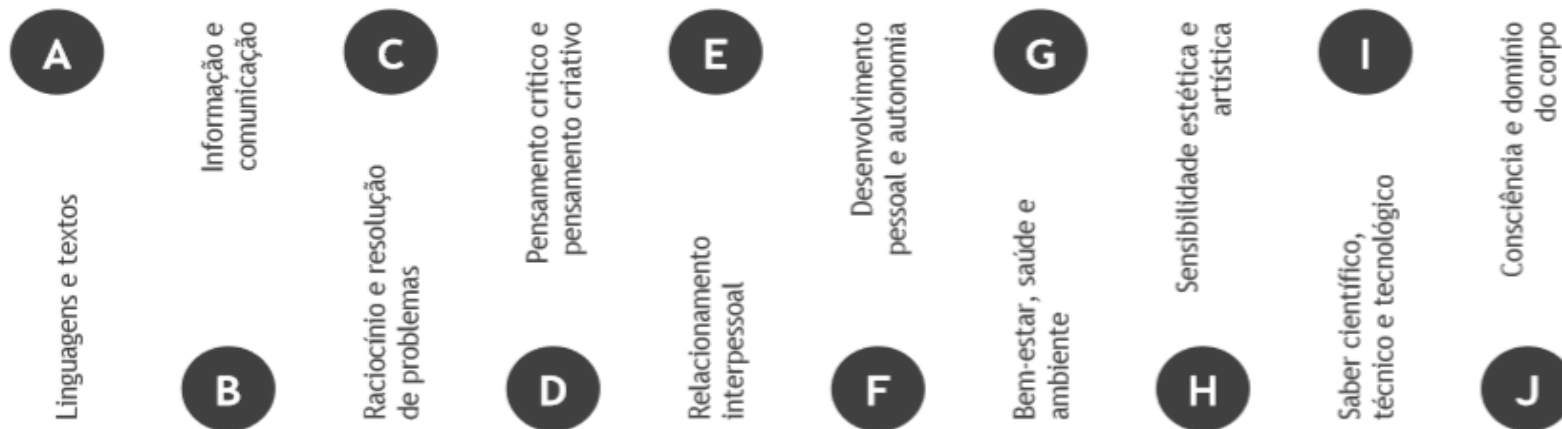 A
Linguagens e textos
B
Informação e
comunicação
C
Raciocínio e resolução
de problemas
D
Pensamento crítico e
pensamento criativo
E
Relacionamento
interpessoal
F
Desenvolvimento
pessoal e autonomia
G
Bem-estar, saúde e
ambiente
H
Sensibilidade estética e
artística
I
Saber científico,
técnico e tecnológico
J
Consciência e domínio
do corpo